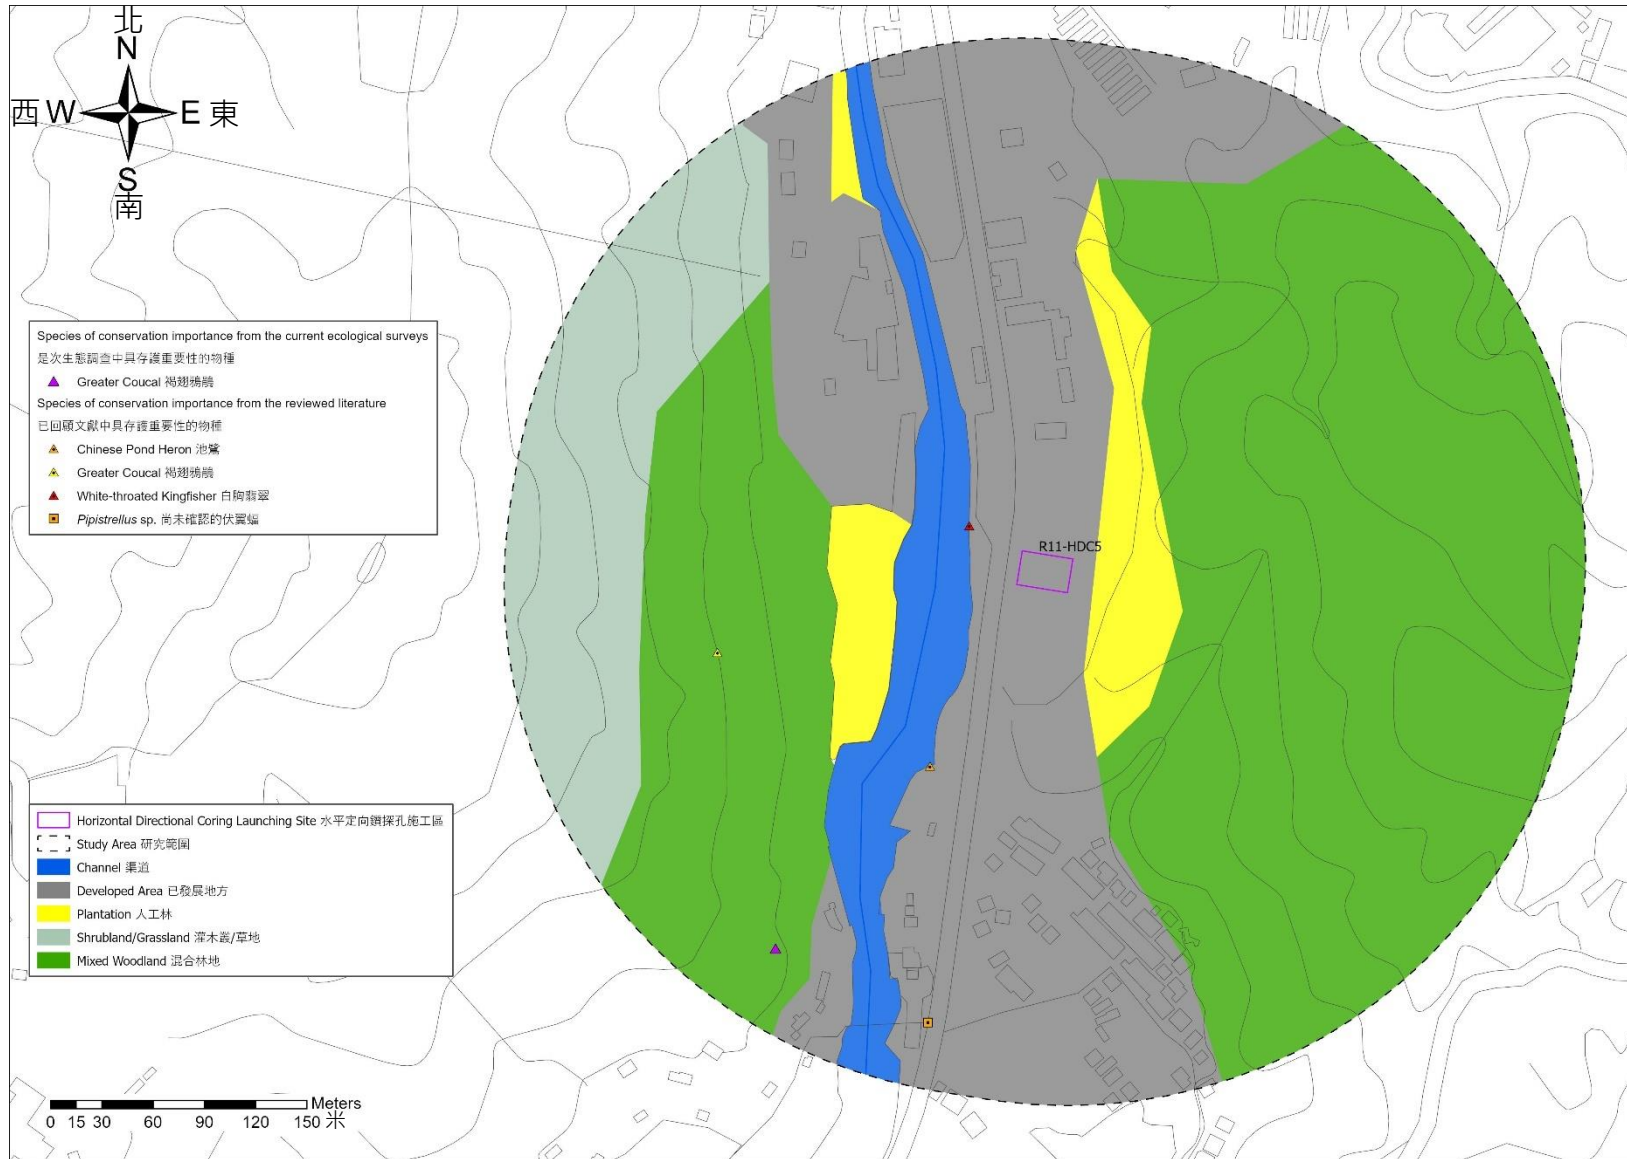 北
N
西 W E 東
S
南
Species of conservation importance from the current ecological surveys
是次生態調查中具存護重要性的物種
Greater Coucal 褐翅鴉鵑
Species of conservation importance from the reviewed literature
已回顧文獻中具存護重要性的物種
Chinese Pond Heron 池鷺
Greater Coucal 褐翅鴉鵑
White-throated Kingfisher 白胸翡翠
Pipistrellus sp. 尚未確認的伏翼蝠
R11-HDC5
Horizontal Directional Coring Launching Site 水平定向鑽探孔施工區
Study Area 研究範圍
Channel 渠道
Developed Area 已發展地方
Plantation 人工林
Shrubland/Grassland 灌木叢/草地
Mixed Woodland 混合林地
Meters
0 15 30 60 90 120 150 米